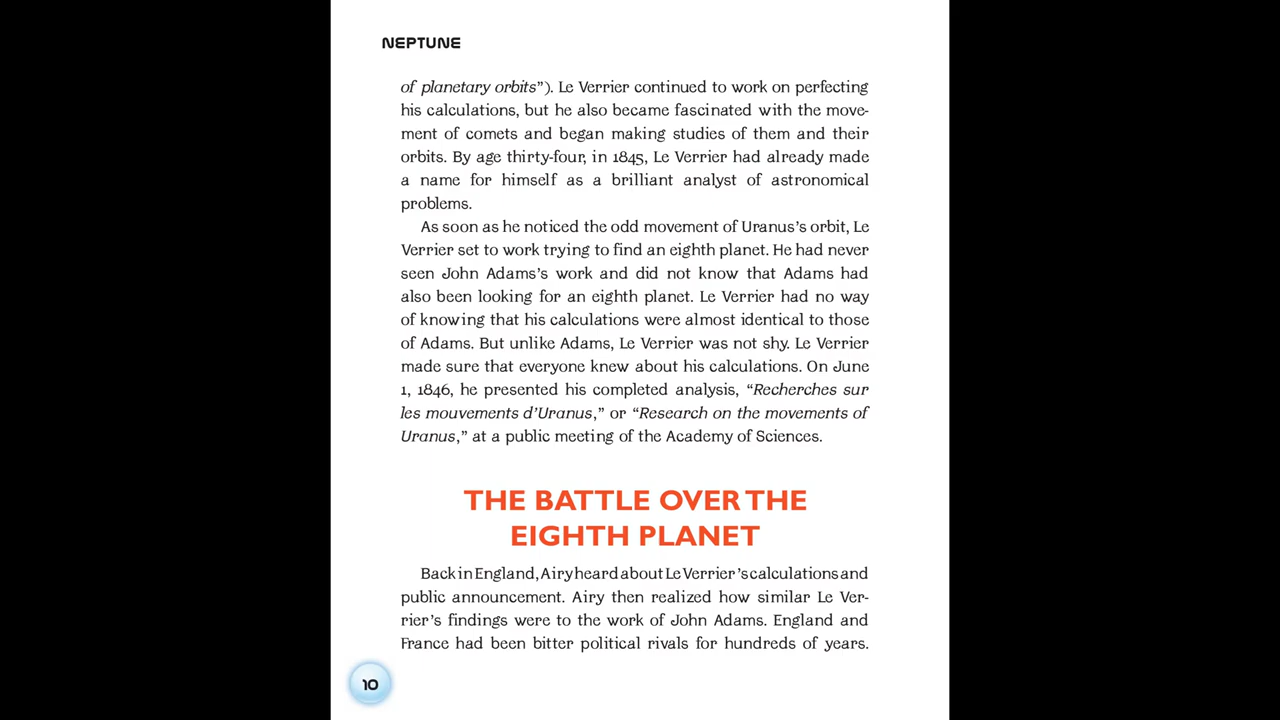 NEPTUNE
of planetary orbits”). Le Verrier continued to work on perfecting
his calculations, but he also became fascinated with the move-
ment of comets and began making studies of them and their
orbits. By age thirty-four, in 1845, Le Verrier had already made
a name for himself as a brilliant analyst of astronomical
problems.
As soon as he noticed the odd movement of Uranus’s orbit, Le
Verrier set to work trying to find an eighth planet. He had never
seen John Adams’s work and did not know that Adams had
also been looking for an eighth planet. Le Verrier had no way
of knowing that his calculations were almost identical to those
of Adams. But unlike Adams, Le Verrier was not shy. Le Verrier
made sure that everyone knew about his calculations. On June
1, 1846, he presented his completed analysis, “Recherches sur
les mouvements d’Uranus,” or “Research on the movements of
Uranus,” at a public meeting of the Academy of Sciences.
THE BATTLE OVER THE
EIGHTH PLANET
Back in England, Airy heard about Le Verrier’s calculations and
public announcement. Airy then realized how similar Le Ver-
rier’s findings were to the work of John Adams. England and
France had been bitter political rivals for hundreds of years.
10